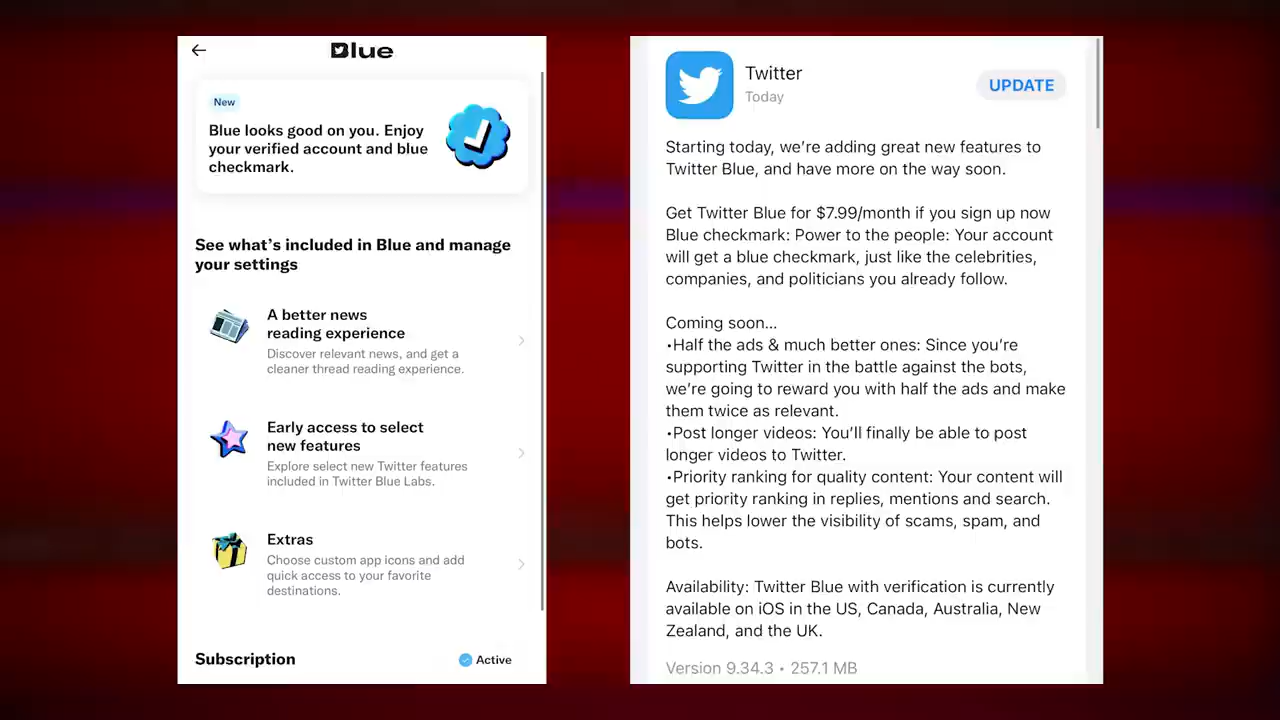 Blue
New
Blue looks good on you. Enjoy
your verified account and blue
checkmark.
See what's included in Blue and manage
your settings
A better news
reading experience
Discover relevant news, and get a
cleaner thread reading experience.
Early access to select
new features
Explore select new Twitter features
included in Twitter Blue Labs.
Extras
Choose custom app icons and add
quick access to your favorite
destinations.
Subscription
Active
Twitter
Today
UPDATE
Starting today, we're adding great new features to
Twitter Blue, and have more on the way soon.
Get Twitter Blue for $7.99/month if you sign up now
Blue checkmark: Power to the people: Your account
will get a blue checkmark, just like the celebrities,
companies, and politicians you already follow.
Coming soon...
•Half the ads & much better ones: Since you're
supporting Twitter in the battle against the bots,
we're going to reward you with half the ads and make
them twice as relevant.
•Post longer videos: You'll finally be able to post
longer videos to Twitter.
•Priority ranking for quality content: Your content will
get priority ranking in replies, mentions and search.
This helps lower the visibility of scams, spam, and
bots.
Availability: Twitter Blue with verification is currently
available on iOS in the US, Canada, Australia, New
Zealand, and the UK.
Version 9.34.3 • 257.1 MB